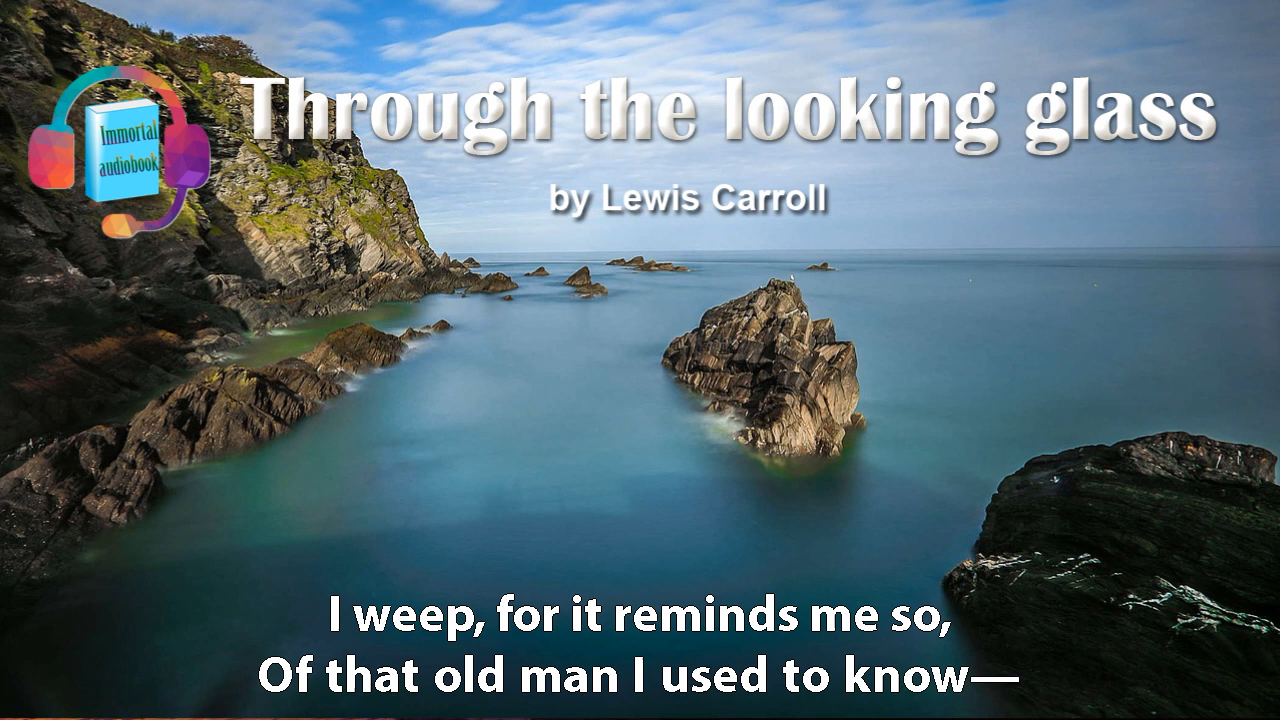 Immortal
audiobook
Through the looking glass
by Lewis Carroll
I weep, for it reminds me so,
Of that old man I used to know—